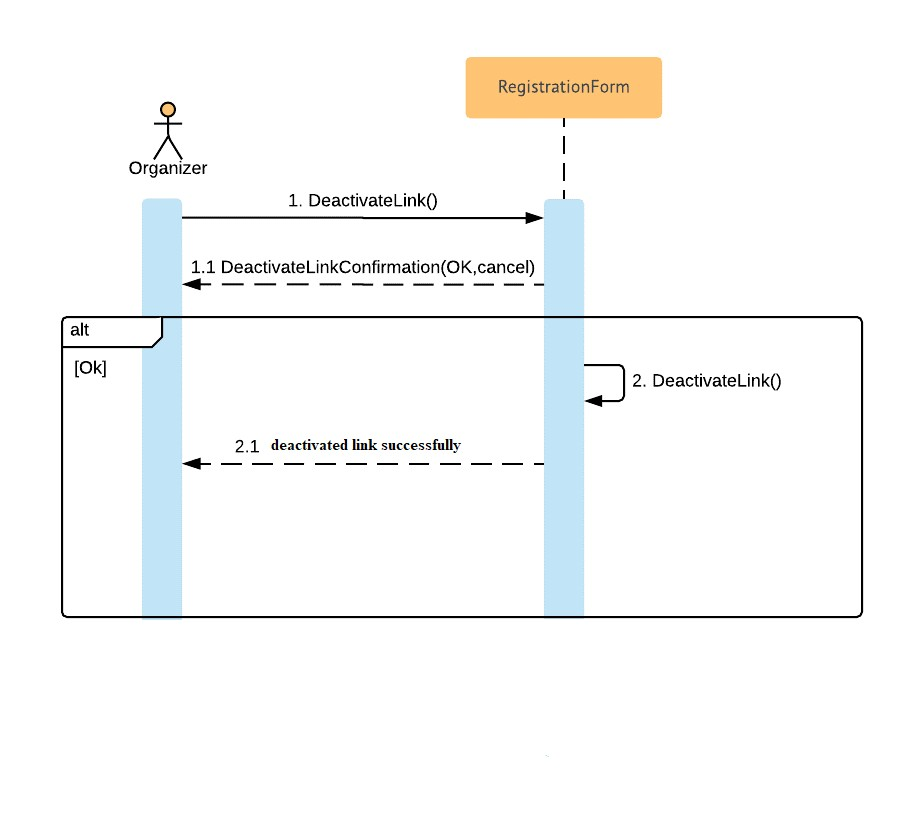 RegistrationForm
Organizer
1. DeactivateLink()
1.1 DeactivateLinkConfirmation(OK,cancel)
alt
[Ok]
2. DeactivateLink()
2.1 deactivated link successfully